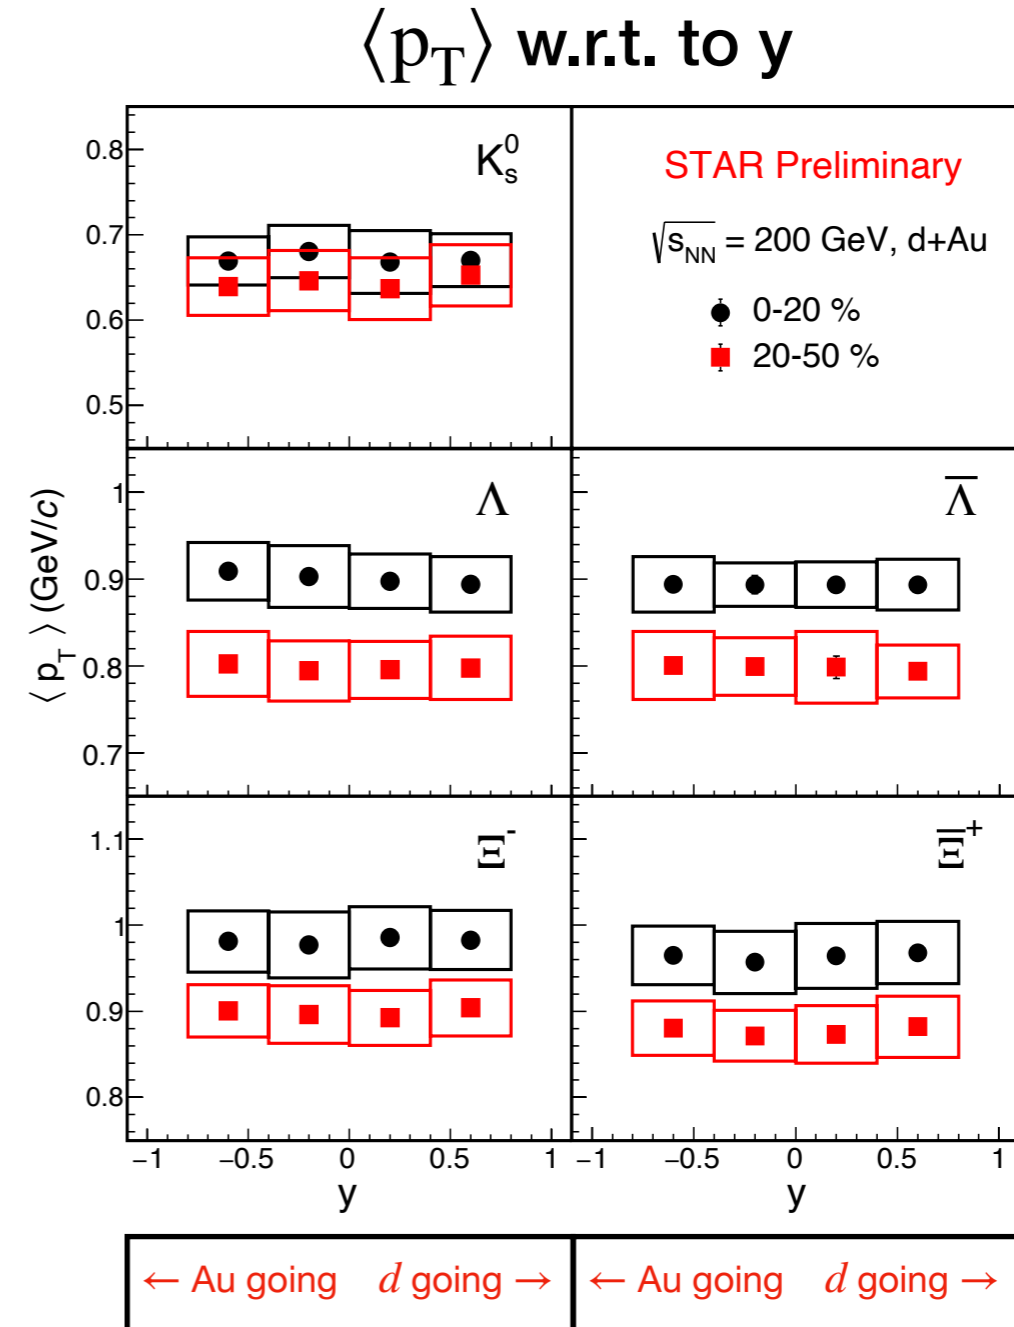 ⟨p_T⟩ w.r.t. to y
K_s^0
0.8
0.7
0.6
0.5
STAR Preliminary
√s_NN = 200 GeV, d+Au
0-20 %
20-50 %
⟨ p_T ⟩ (GeV/c)
Λ
1
0.9
0.8
0.7
Λ̅
Ξ^-
1.1
1
0.9
0.8
Ξ̅^+
−1 −0.5 0 0.5 1
y
−1 −0.5 0 0.5 1
y
← Au going d going →
← Au going d going →